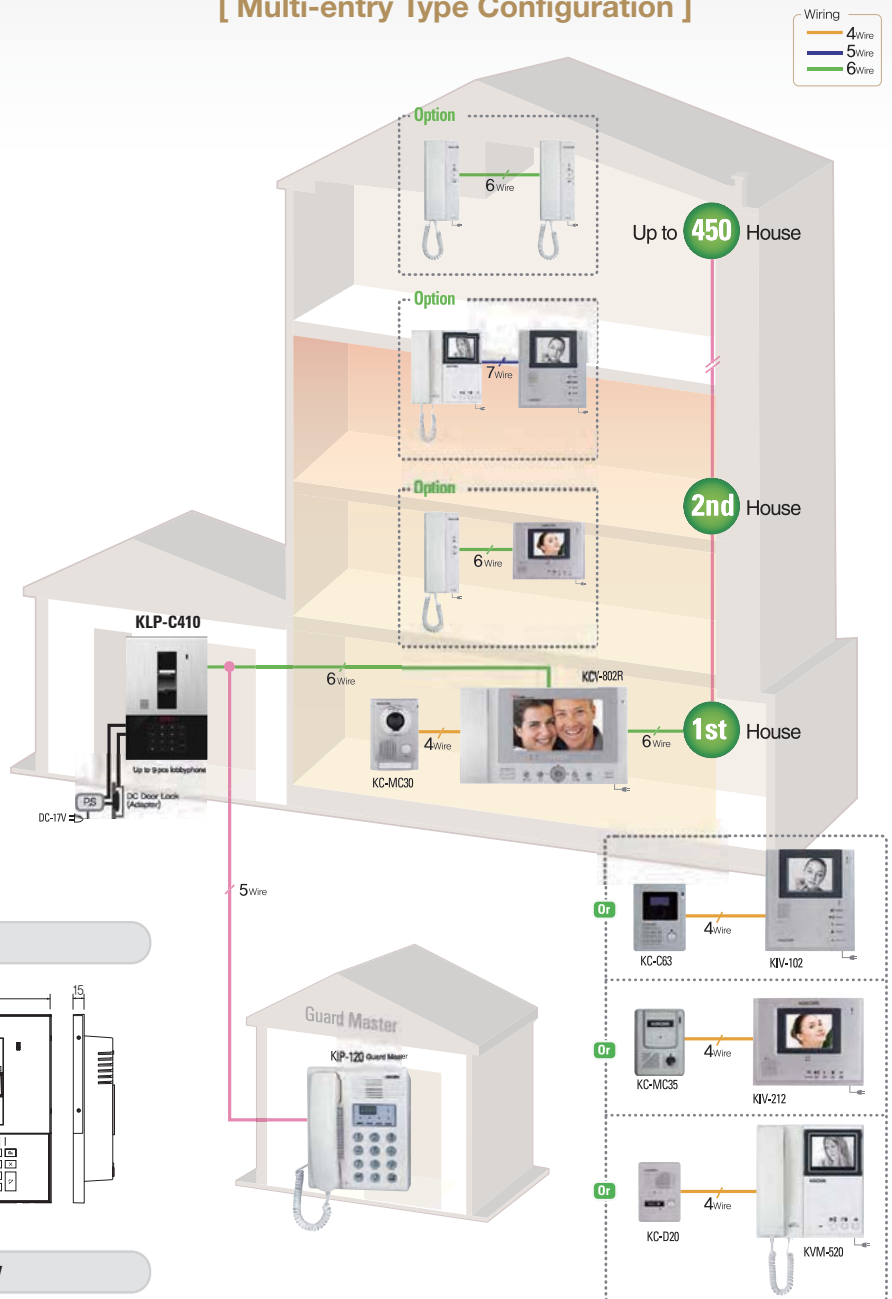 [ Multi-entry Type Configuration ]
Wiring
4Wire
5Wire
6Wire
Option
6Wire
Up to 450 House
Option
7Wire
Option
6Wire
2nd House
KLP-C410
6Wire
KCV-802R
4Wire
6Wire
1st House
KC-MC30
Up to 9 pcs lobbyphone
P,S
DC Door Lock
(Adapter)
DC-17V
5Wire
Or
4Wire
KC-C63
KIV-102
15
Guard Master
KIP-120 Guard Master
Or
4Wire
KC-MC35
KIV-212
Or
4Wire
KC-D20
KVM-520